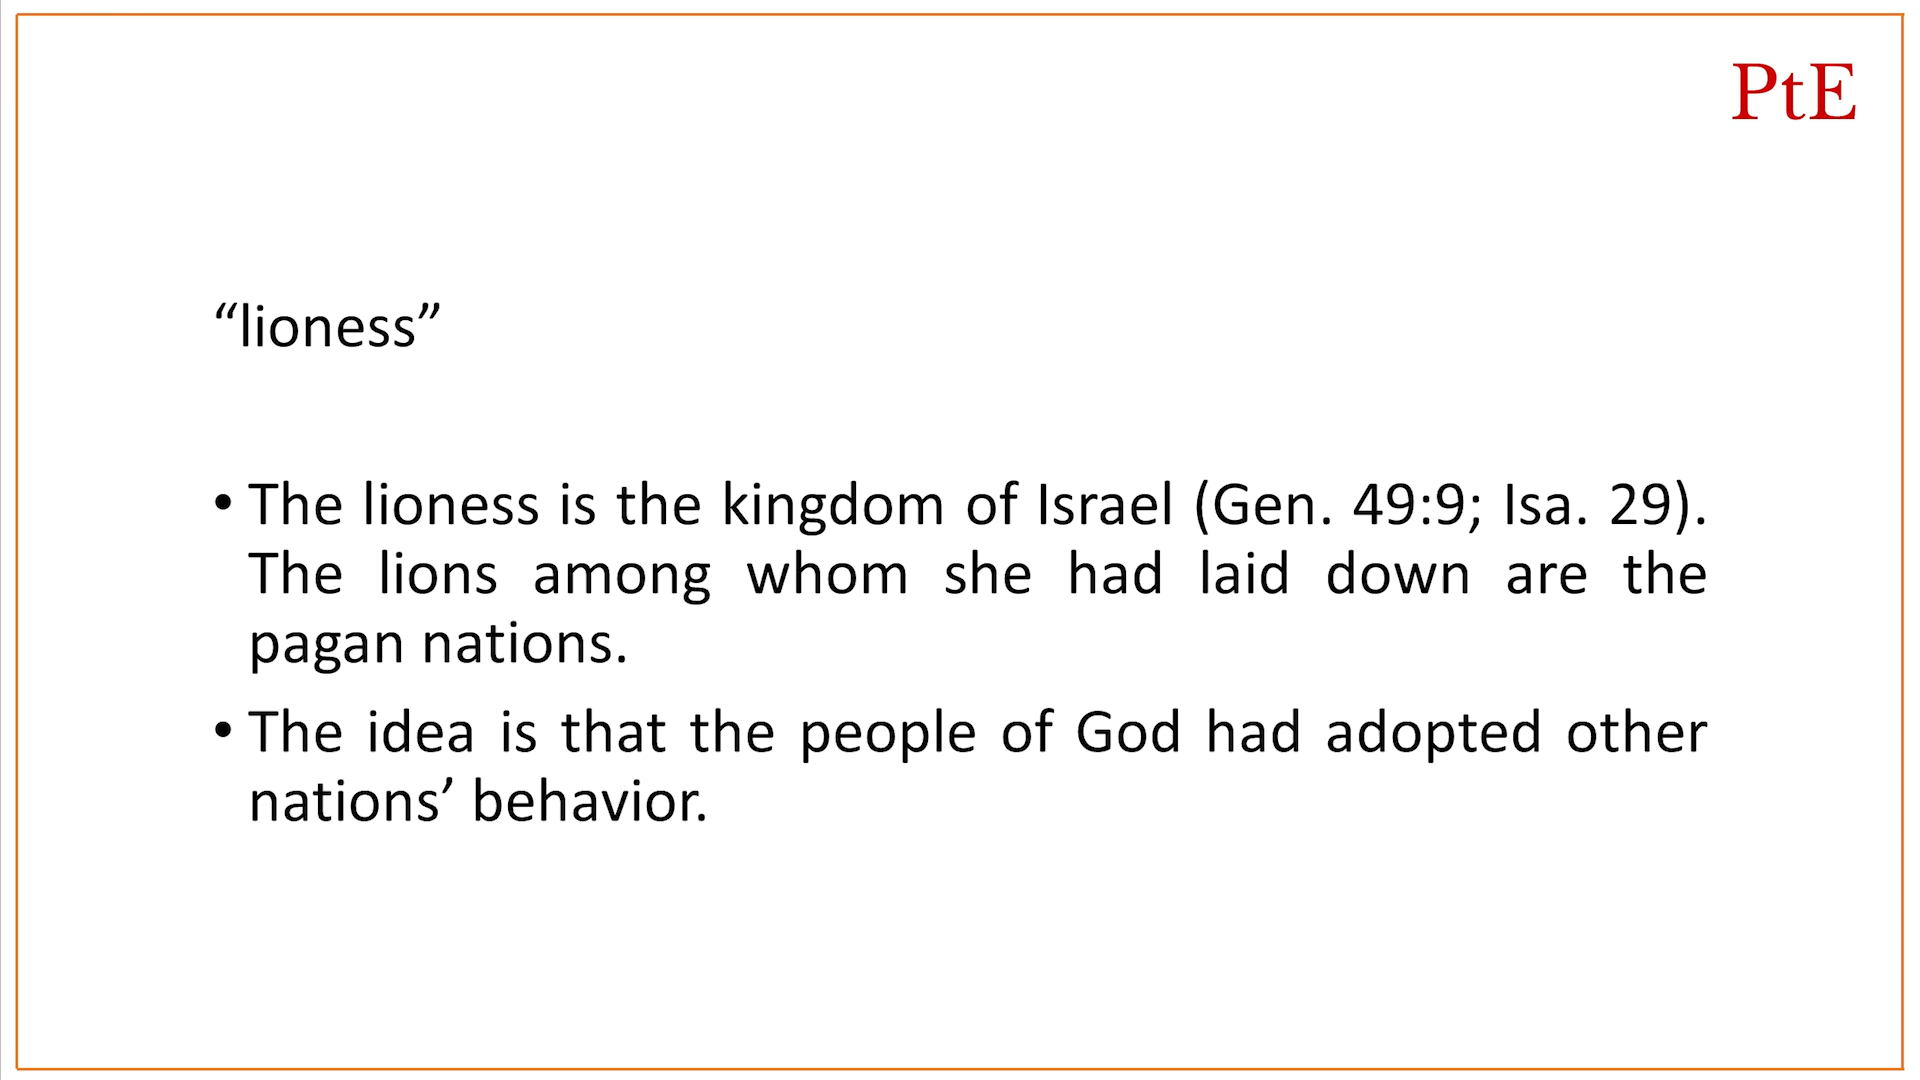 PtE
“lioness”
• The lioness is the kingdom of Israel (Gen. 49:9; Isa. 29).
The lions among whom she had laid down are the
pagan nations.
• The idea is that the people of God had adopted other
nations’ behavior.